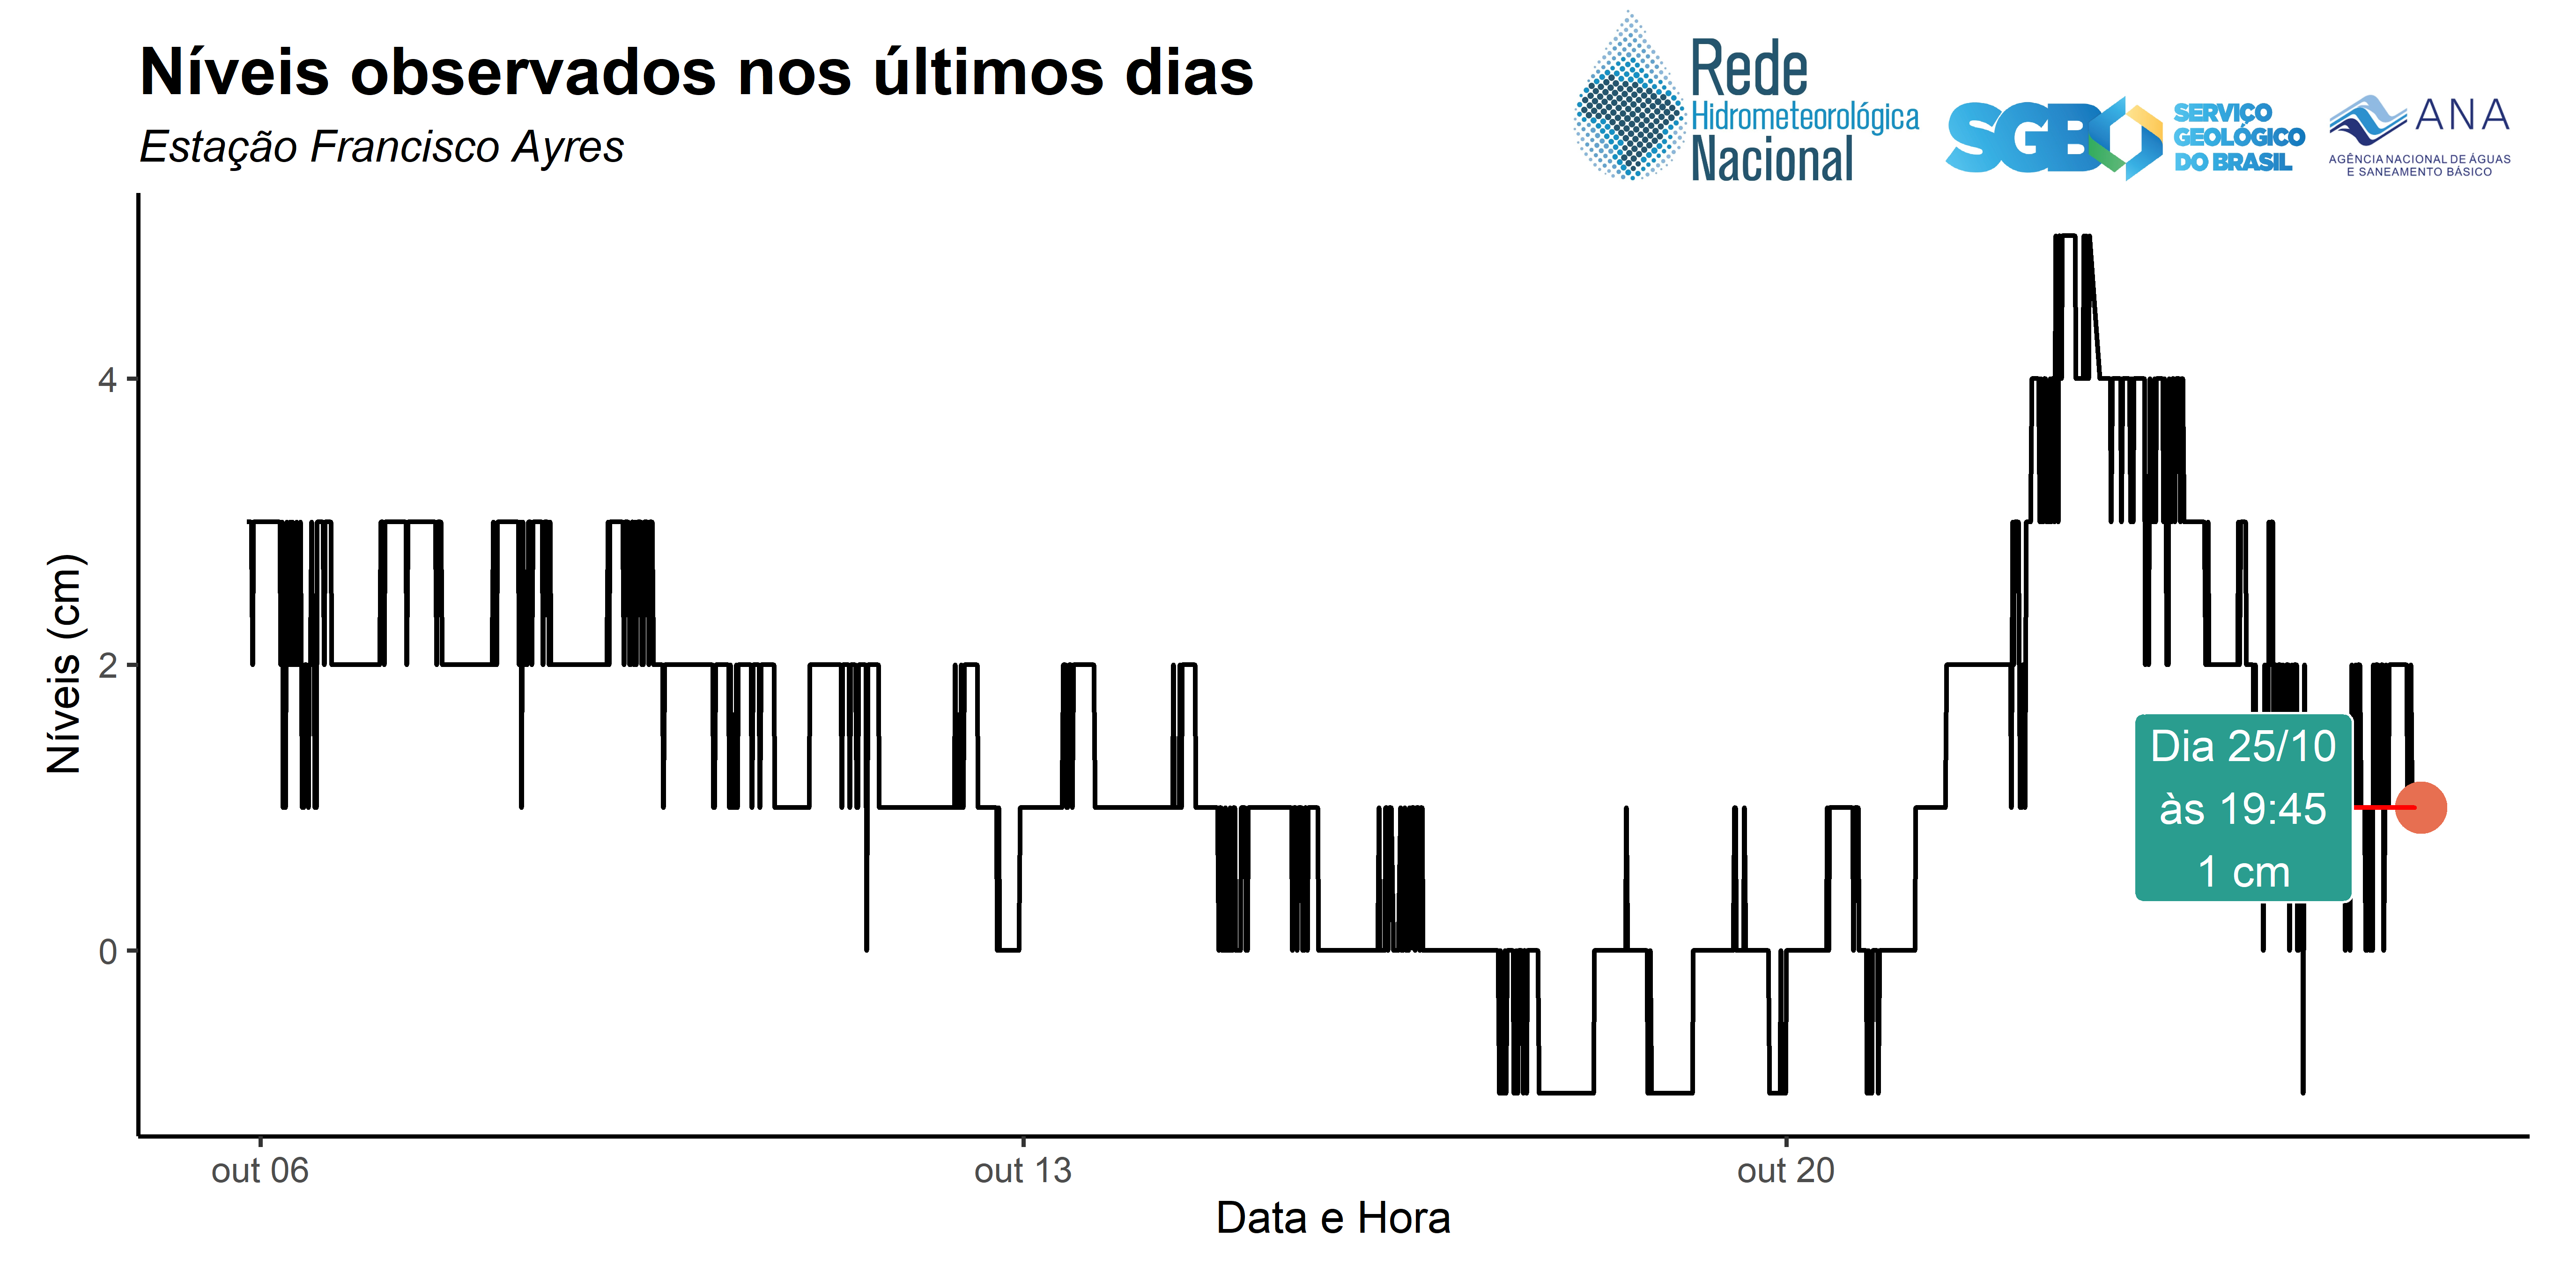 Níveis observados nos últimos dias
Estação Francisco Ayres
Rede
Hidrometeorológica
Nacional
SGB
SERVIÇO
GEOLÓGICO
DO BRASIL
ANA
AGÊNCIA NACIONAL DE ÁGUAS
E SANEAMENTO BÁSICO
Níveis (cm)
4
2
0
Dia 25/10
às 19:45
1 cm
out 06
out 13
out 20
Data e Hora